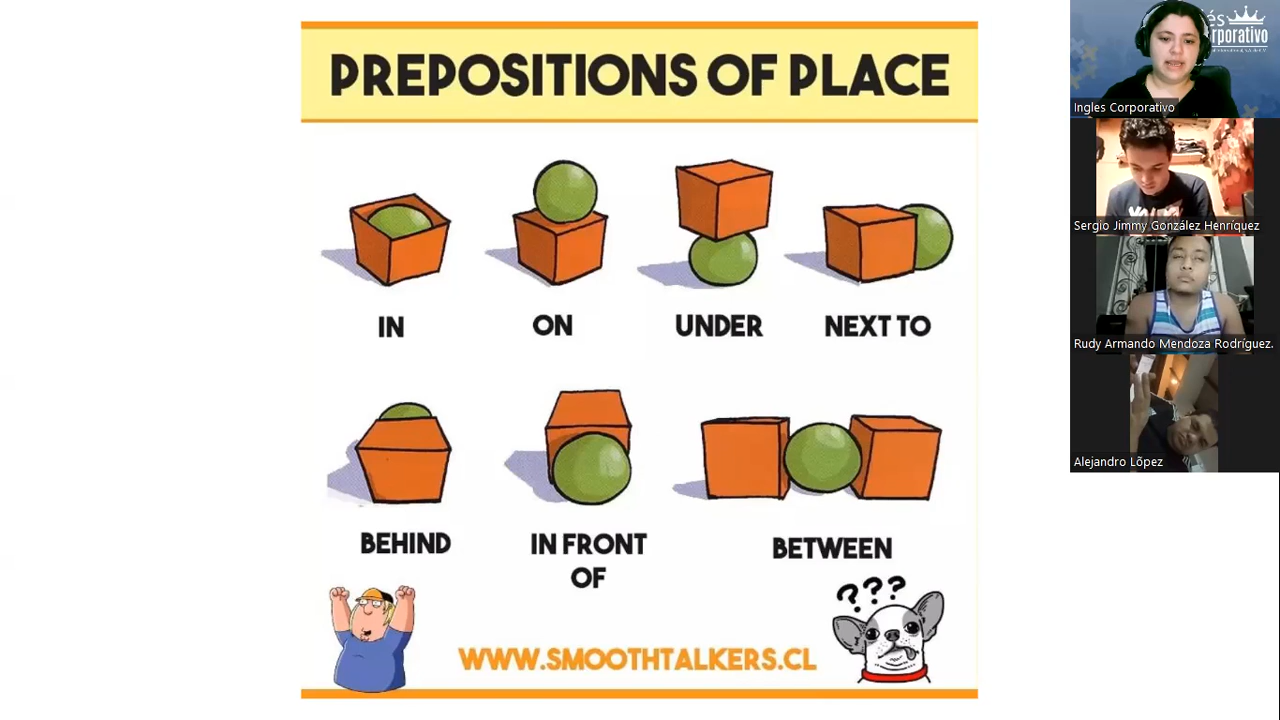 PREPOSITIONS OF PLACE
IN
ON
UNDER
NEXT TO
BEHIND
IN FRONT
OF
BETWEEN
???
WWW.SMOOTHTALKERS.CL
Ingles Corporativo
Sergio Jimmy González Henríquez
Rudy Armando Mendoza Rodríguez.
Alejandro Lõpez